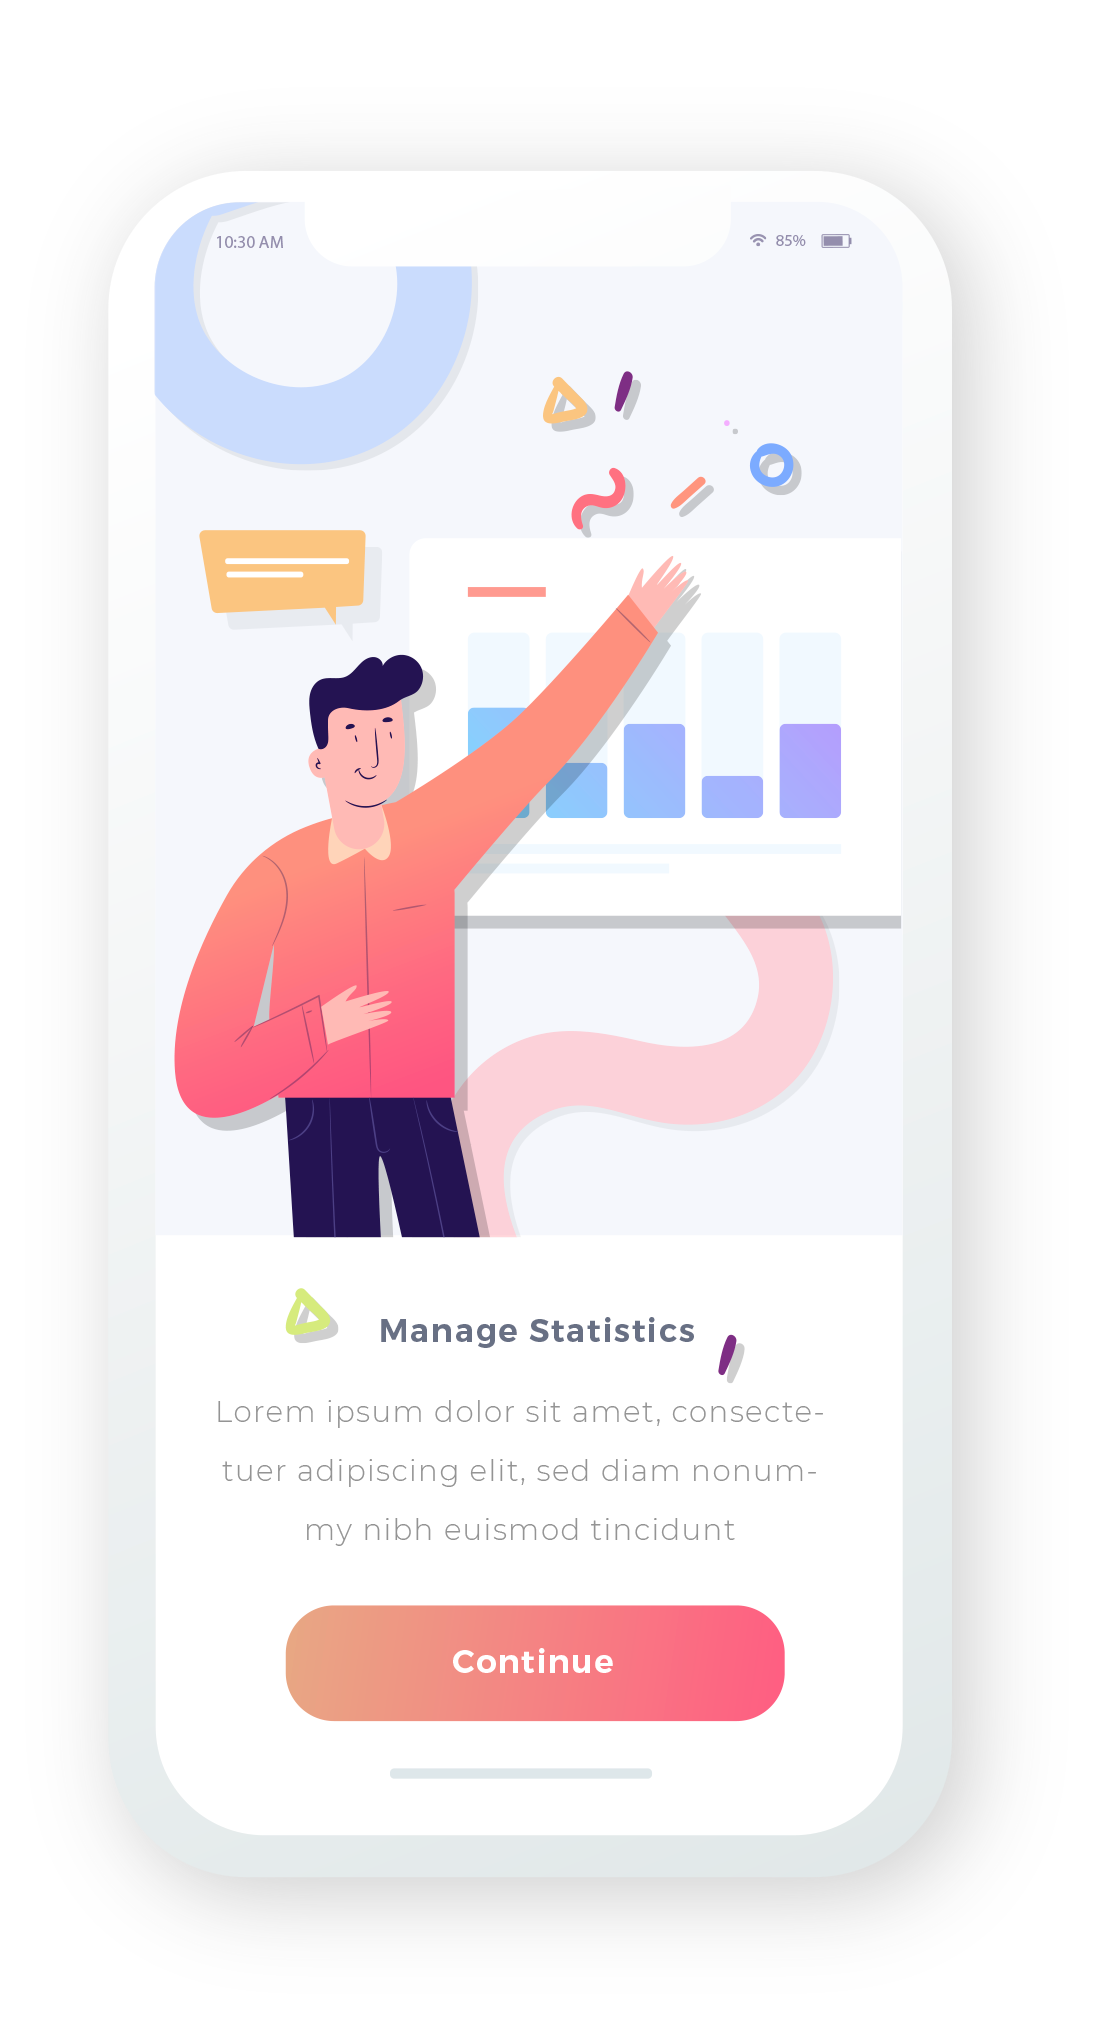 10:30 AM 85%
Manage Statistics
Lorem ipsum dolor sit amet, consecte-
tuer adipiscing elit, sed diam nonum-
my nibh euismod tincidunt
Continue